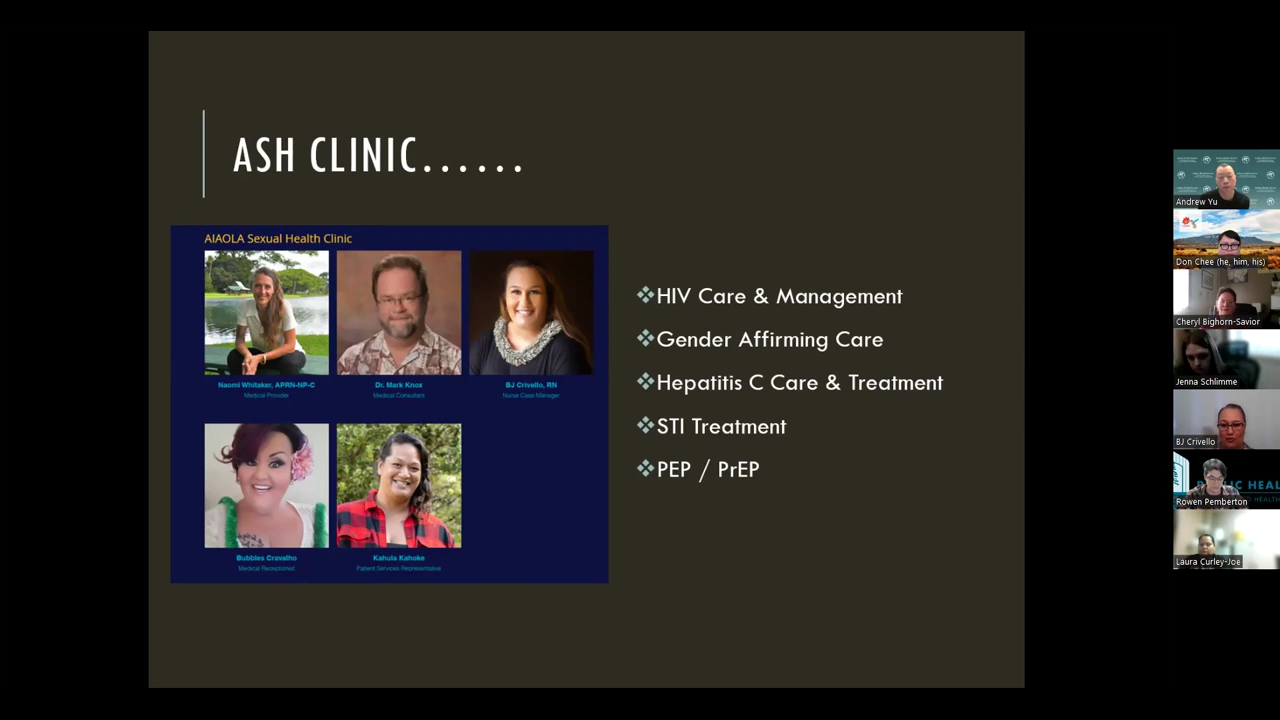 ASH CLINIC......
AIAOLA Sexual Health Clinic
Naomi Whitaker, APRN-NP-C
Medical Provider
Dr. Mark Knox
Medical Consultant
BJ Crivello, RN
Nurse Case Manager
Bubbles Cravalho
Medical Receptionist
Kahula Kahoke
Patient Services Representative
HIV Care & Management
Gender Affirming Care
Hepatitis C Care & Treatment
STI Treatment
PEP / PrEP
Andrew Yu
Don Chee (he, him, his)
Cheryl Bighorn-Savior
Jenna Schlimme
BJ Crivello
Rowen Pemberton
Laura Curley-Joe